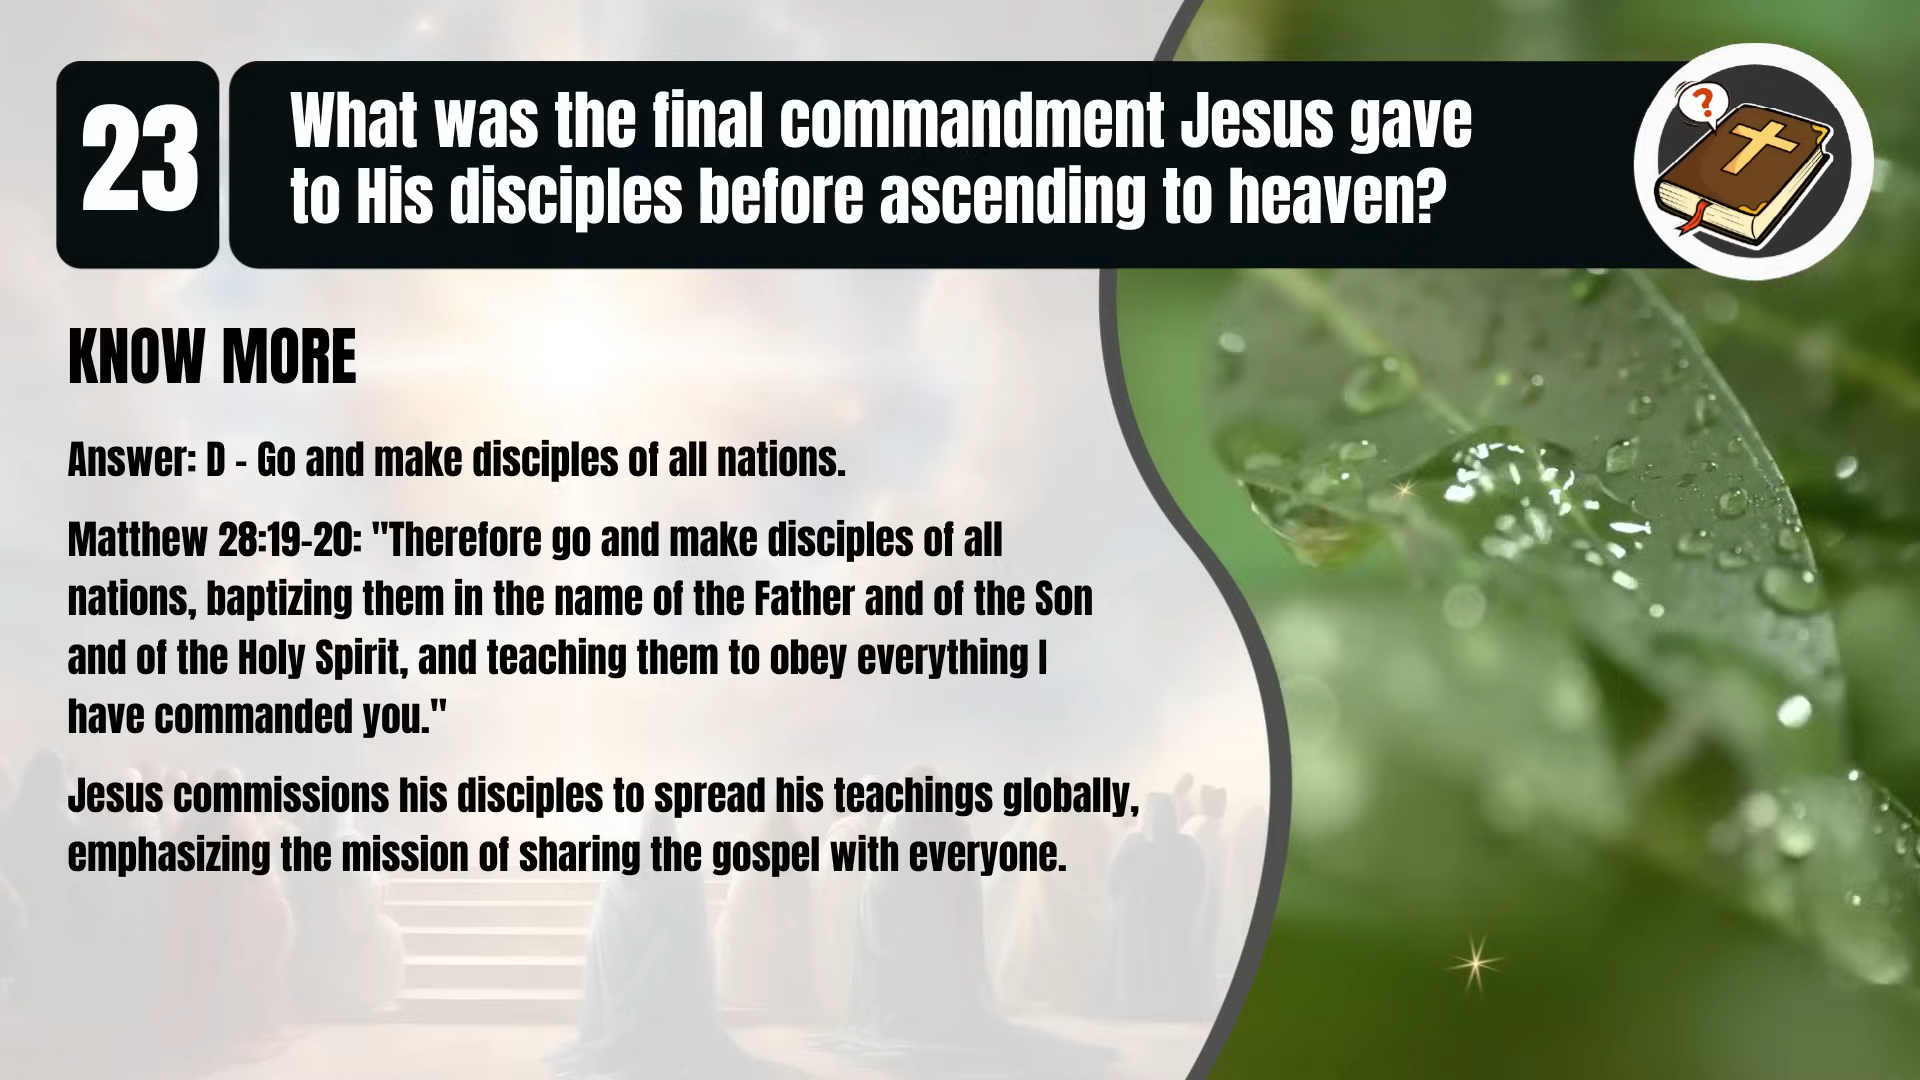 23
What was the final commandment Jesus gave
to His disciples before ascending to heaven?
?
KNOW MORE
Answer: D - Go and make disciples of all nations.
Matthew 28:19-20: "Therefore go and make disciples of all
nations, baptizing them in the name of the Father and of the Son
and of the Holy Spirit, and teaching them to obey everything I
have commanded you."
Jesus commissions his disciples to spread his teachings globally,
emphasizing the mission of sharing the gospel with everyone.